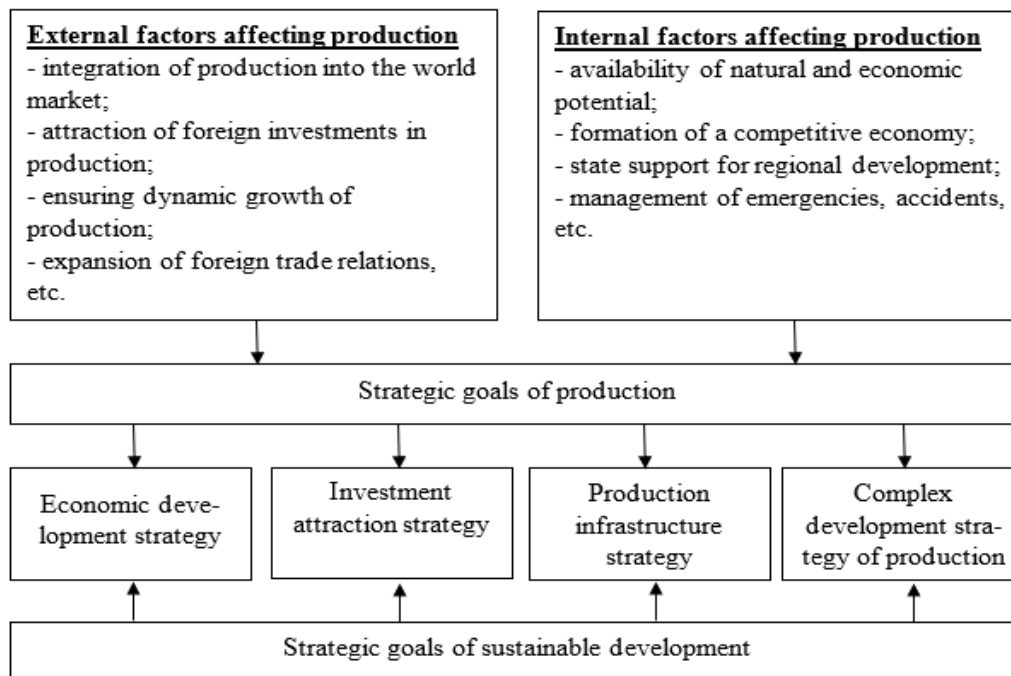 External factors affecting production
- integration of production into the world
market;
- attraction of foreign investments in
production;
- ensuring dynamic growth of
production;
- expansion of foreign trade relations,
etc.
Internal factors affecting production
- availability of natural and economic
potential;
- formation of a competitive economy;
- state support for regional development;
- management of emergencies, accidents,
etc.
Strategic goals of production
Economic deve-
lopment strategy
Investment
attraction strategy
Production
infrastructure
strategy
Complex
development stra-
tegy of production
Strategic goals of sustainable development